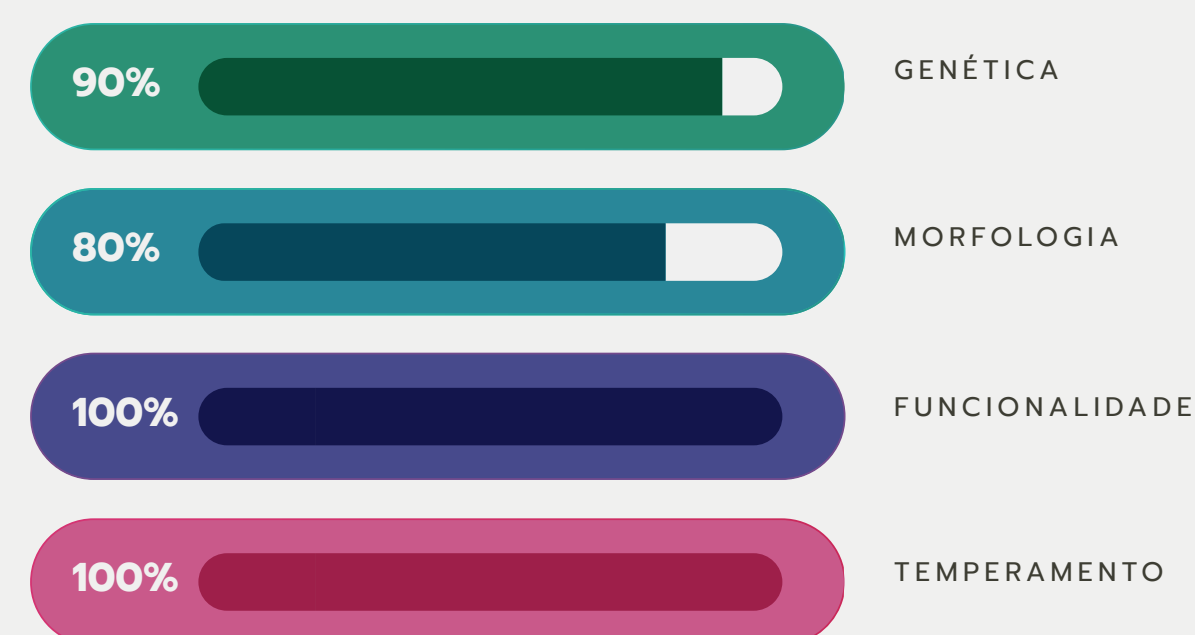 90% GENÉTICA
80% MORFOLOGIA
100% FUNCIONALIDADE
100% TEMPERAMENTO